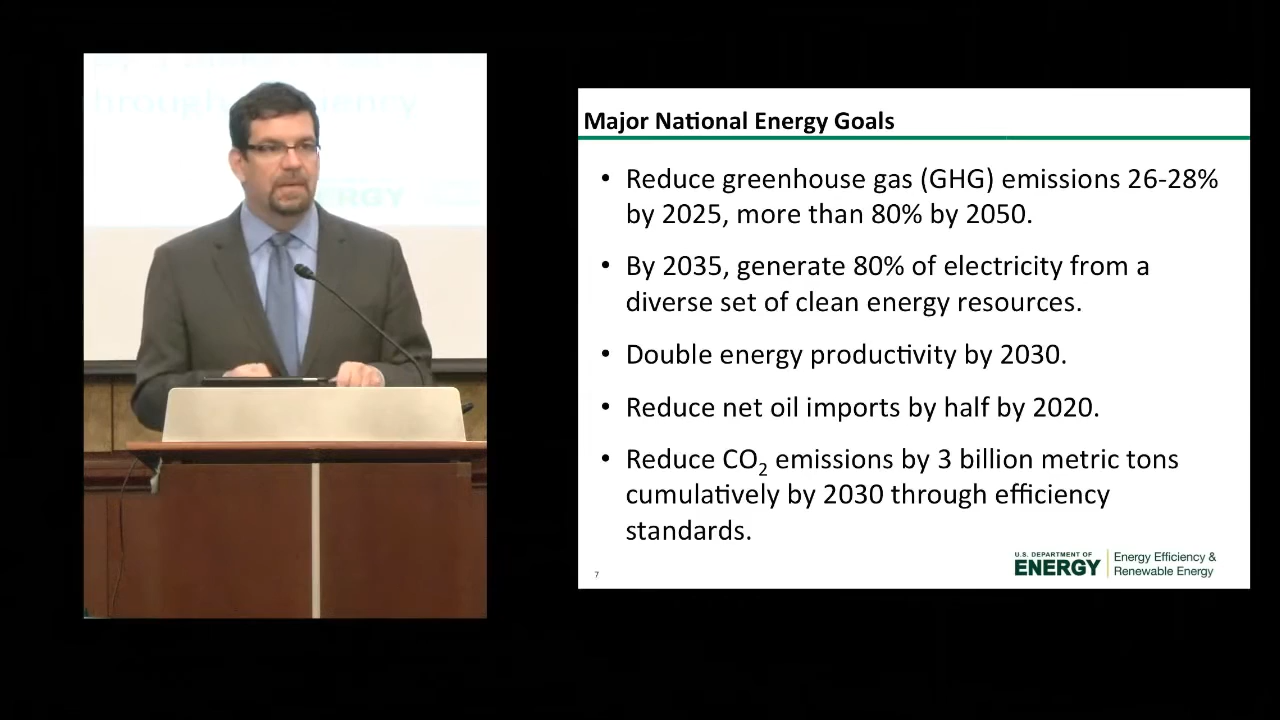 through efficiency
ENERGY
Major National Energy Goals
• Reduce greenhouse gas (GHG) emissions 26-28%
by 2025, more than 80% by 2050.
• By 2035, generate 80% of electricity from a
diverse set of clean energy resources.
• Double energy productivity by 2030.
• Reduce net oil imports by half by 2020.
• Reduce CO₂ emissions by 3 billion metric tons
cumulatively by 2030 through efficiency
standards.
7
U.S. DEPARTMENT OF
ENERGY
Energy Efficiency &
Renewable Energy